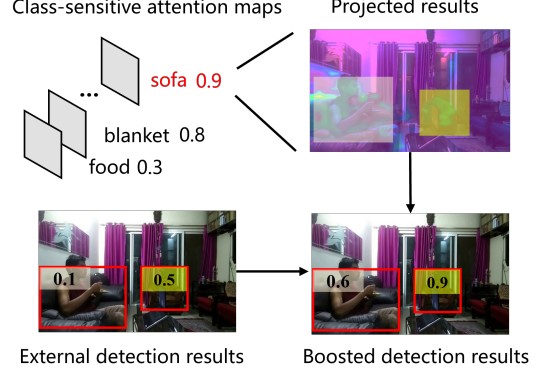 Class-sensitive attention maps
Projected results
sofa 0.9
...
blanket 0.8
food 0.3
0.1
0.5
0.6
0.9
External detection results
Boosted detection results